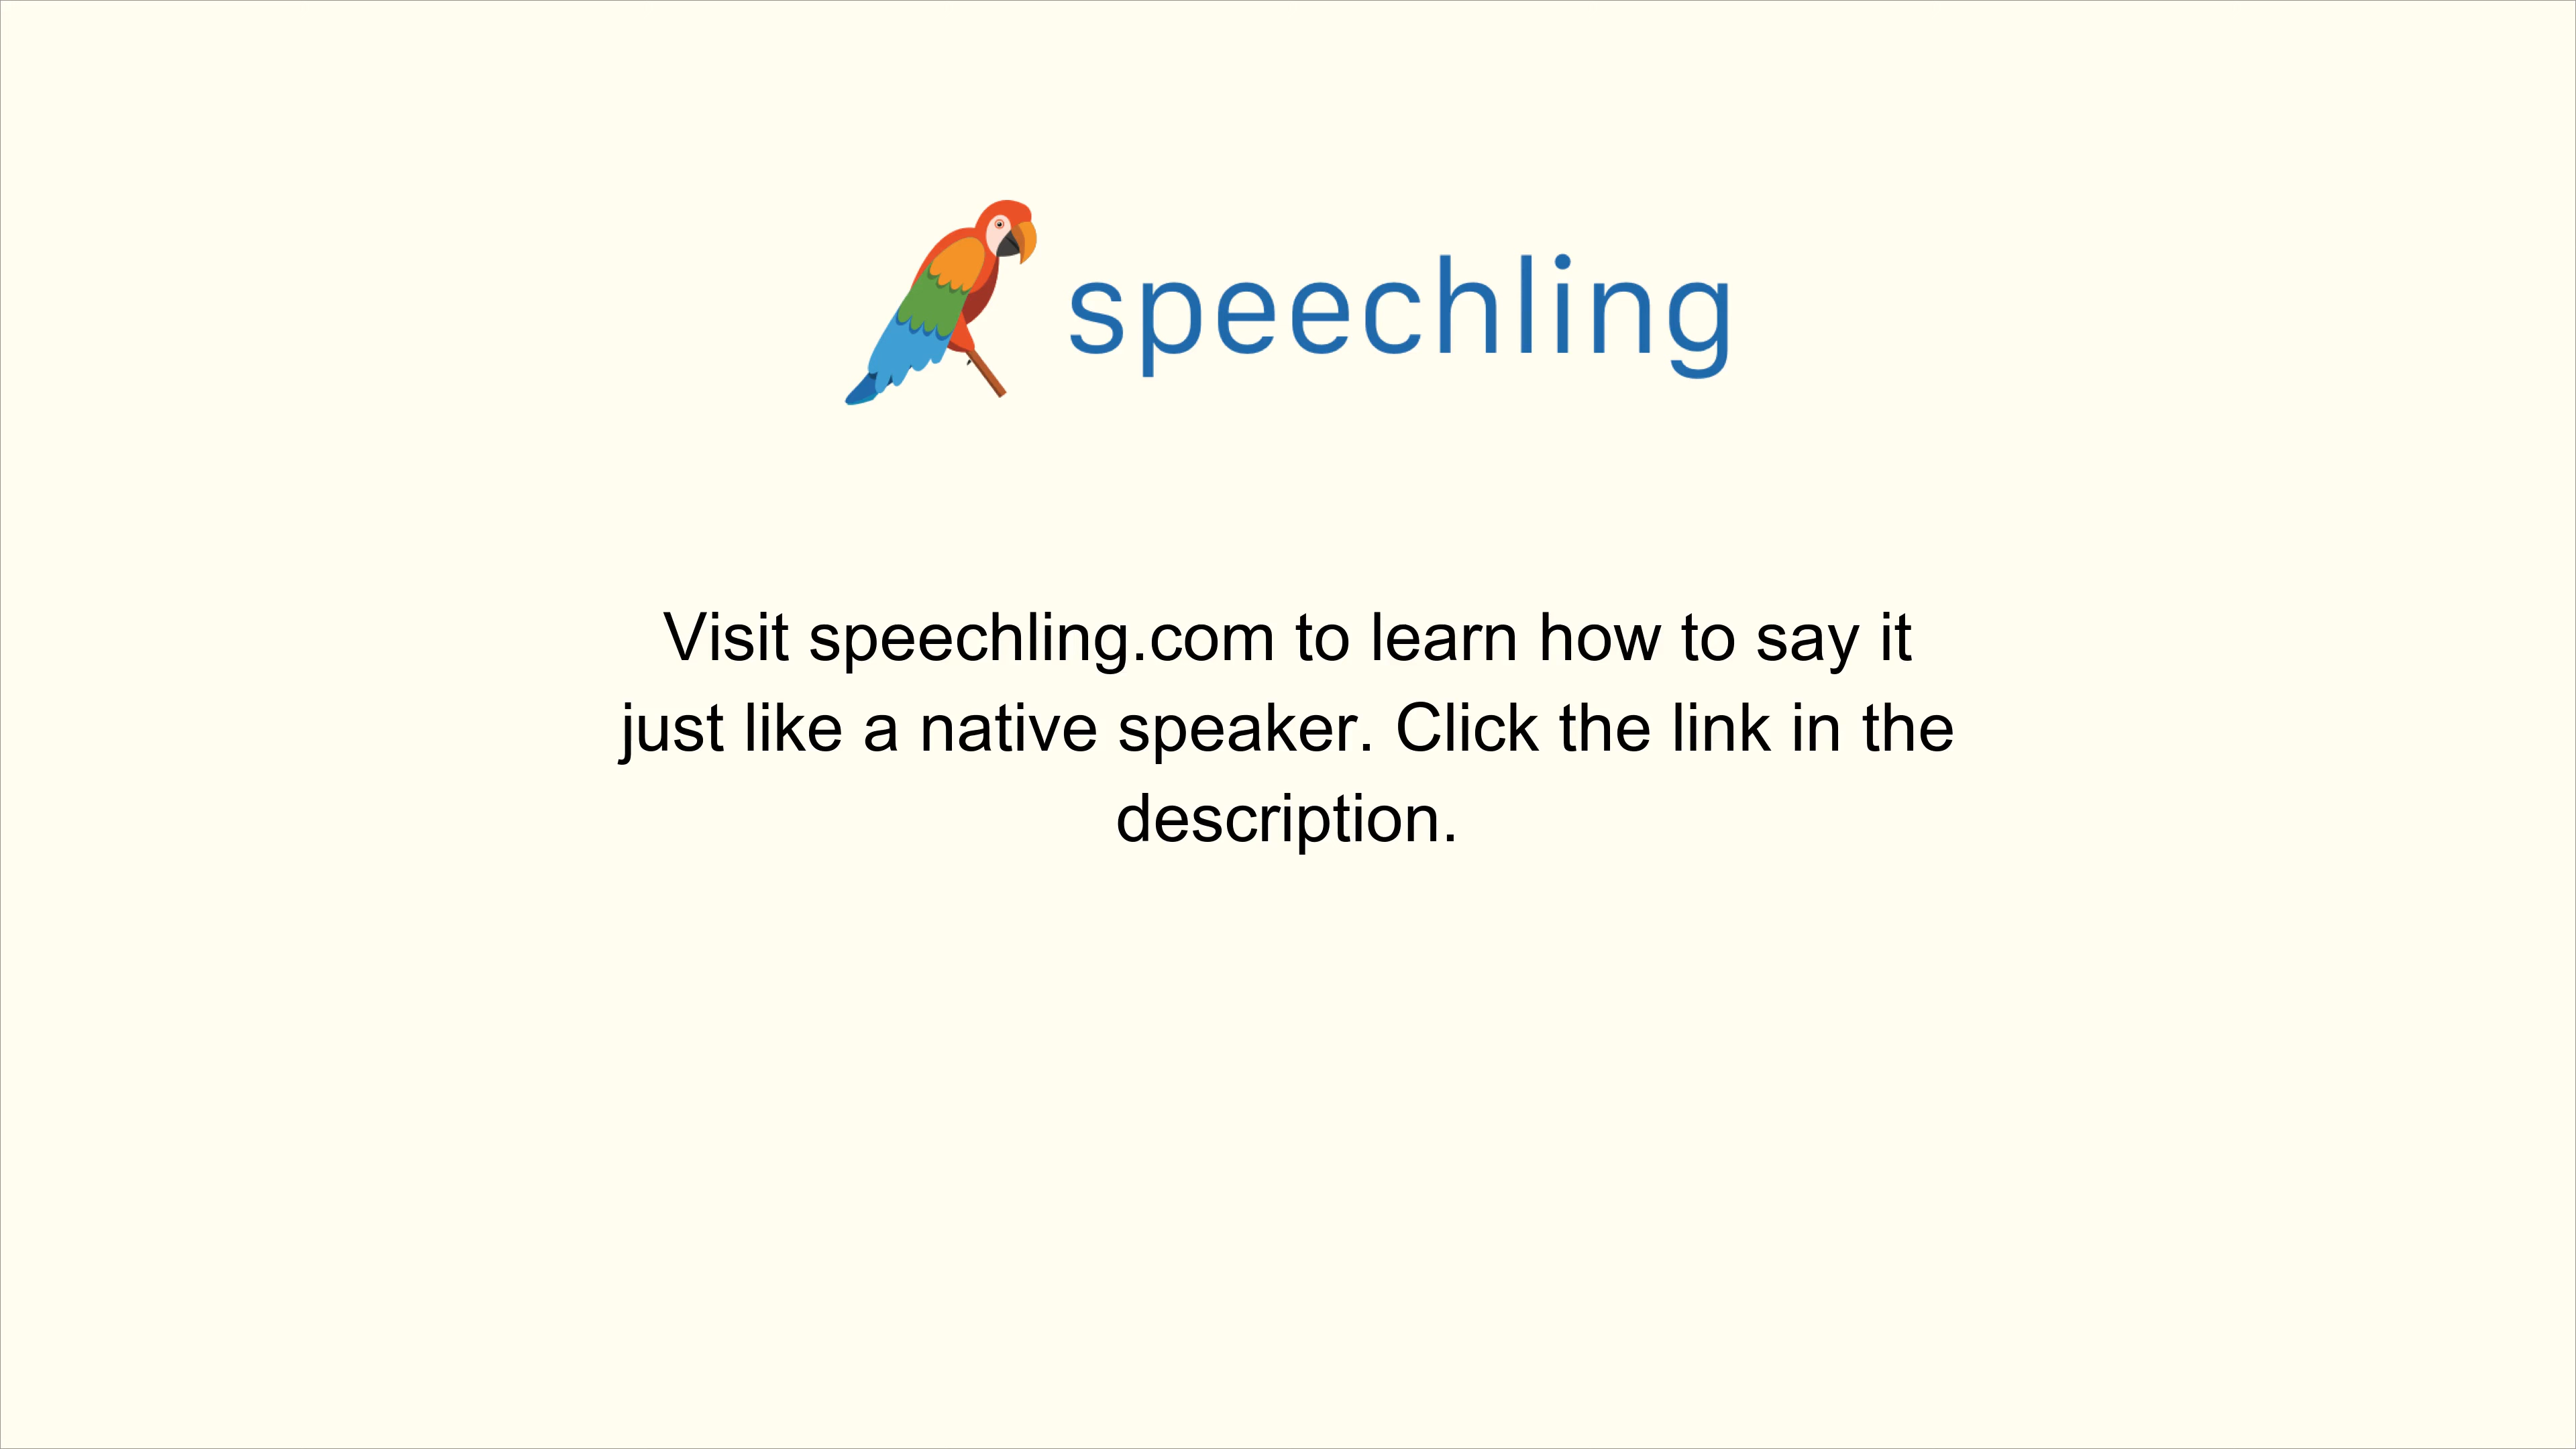 speechling
Visit speechling.com to learn how to say it
just like a native speaker. Click the link in the
description.